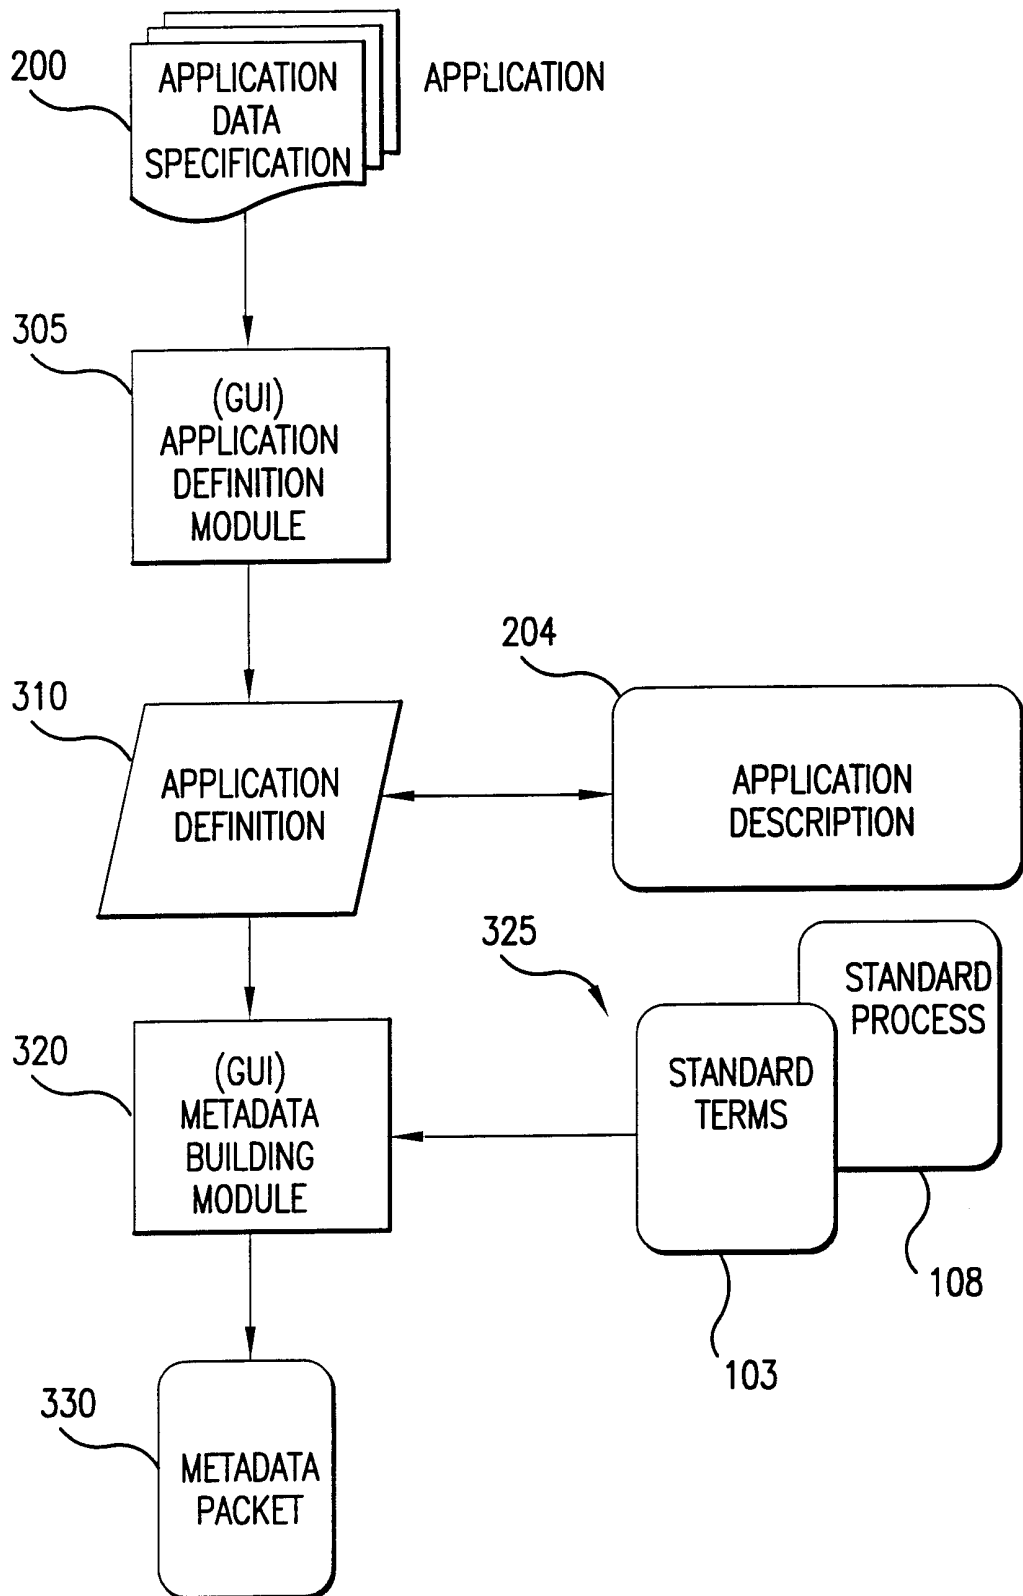 200
APPLICATION
DATA
SPECIFICATION
APPLICATION
305
(GUI)
APPLICATION
DEFINITION
MODULE
204
310
APPLICATION
DEFINITION
APPLICATION
DESCRIPTION
325
STANDARD
PROCESS
320
(GUI)
METADATA
BUILDING
MODULE
STANDARD
TERMS
108
103
330
METADATA
PACKET